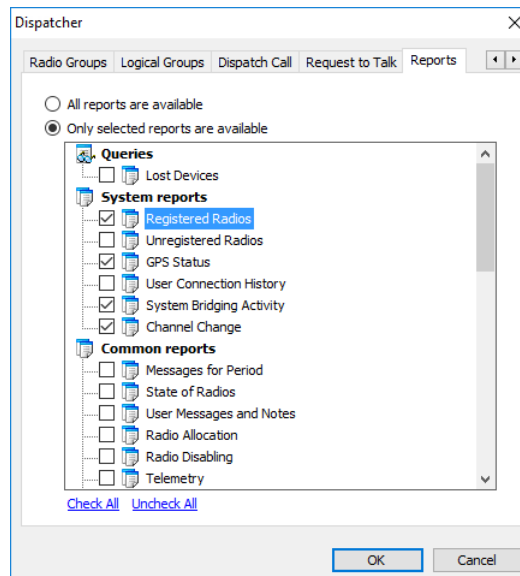 Dispatcher
Radio Groups Logical Groups Dispatch Call Request to Talk Reports
All reports are available
Only selected reports are available
Queries
Lost Devices
System reports
Registered Radios
Unregistered Radios
GPS Status
User Connection History
System Bridging Activity
Channel Change
Common reports
Messages for Period
State of Radios
User Messages and Notes
Radio Allocation
Radio Disabling
Telemetry
Check All Uncheck All
OK Cancel